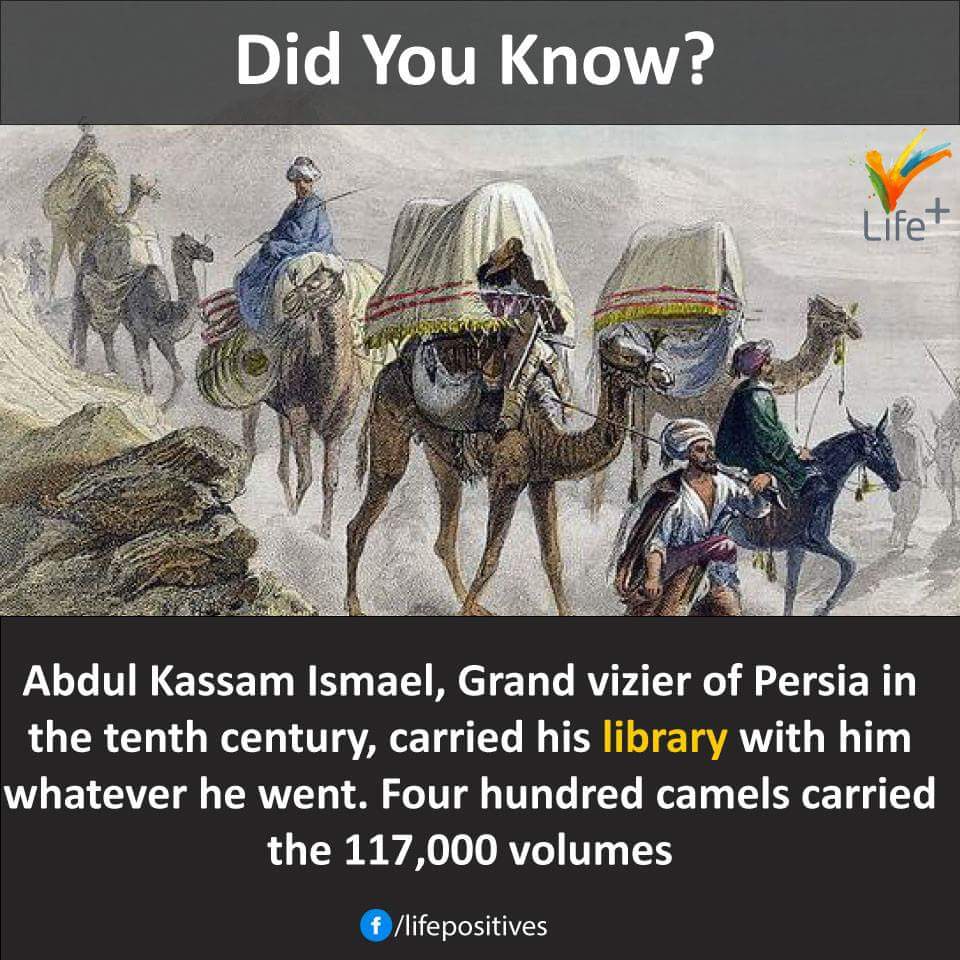 Did You Know?
Life+
Abdul Kassam Ismael, Grand vizier of Persia in
the tenth century, carried his library with him
whatever he went. Four hundred camels carried
the 117,000 volumes
f/lifepositives